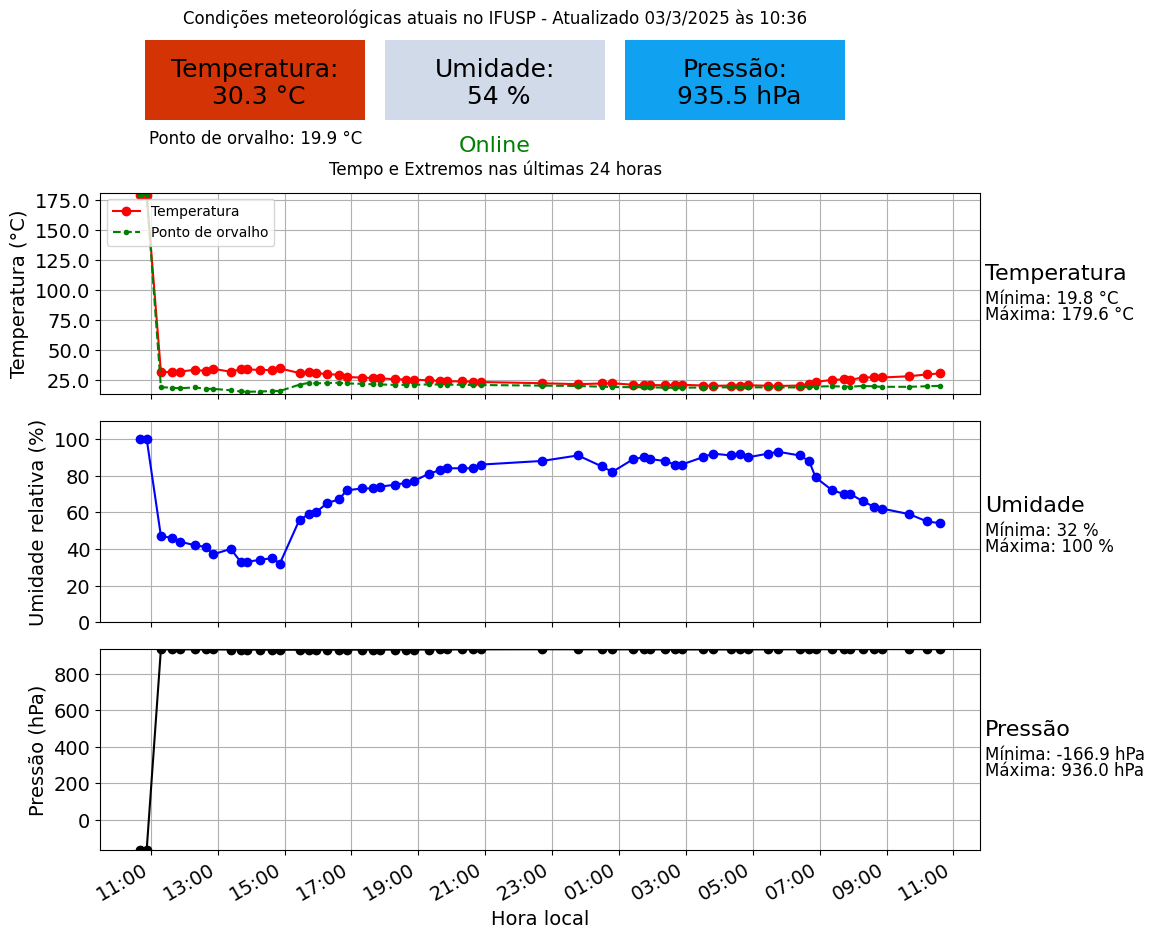 Condições meteorológicas atuais no IFUSP - Atualizado 03/3/2025 às 10:36
Temperatura:
30.3 °C
Umidade:
54 %
Pressão:
935.5 hPa
Ponto de orvalho: 19.9 °C
Online
Tempo e Extremos nas últimas 24 horas
Temperatura (°C)
175.0
150.0
125.0
100.0
75.0
50.0
25.0
Temperatura
Ponto de orvalho
Temperatura
Mínima: 19.8 °C
Máxima: 179.6 °C
Umidade relativa (%)
100
80
60
40
20
0
Umidade
Mínima: 32 %
Máxima: 100 %
Pressão (hPa)
800
600
400
200
0
Pressão
Mínima: -166.9 hPa
Máxima: 936.0 hPa
11:00
13:00
15:00
17:00
19:00
21:00
23:00
01:00
03:00
05:00
07:00
09:00
11:00
Hora local